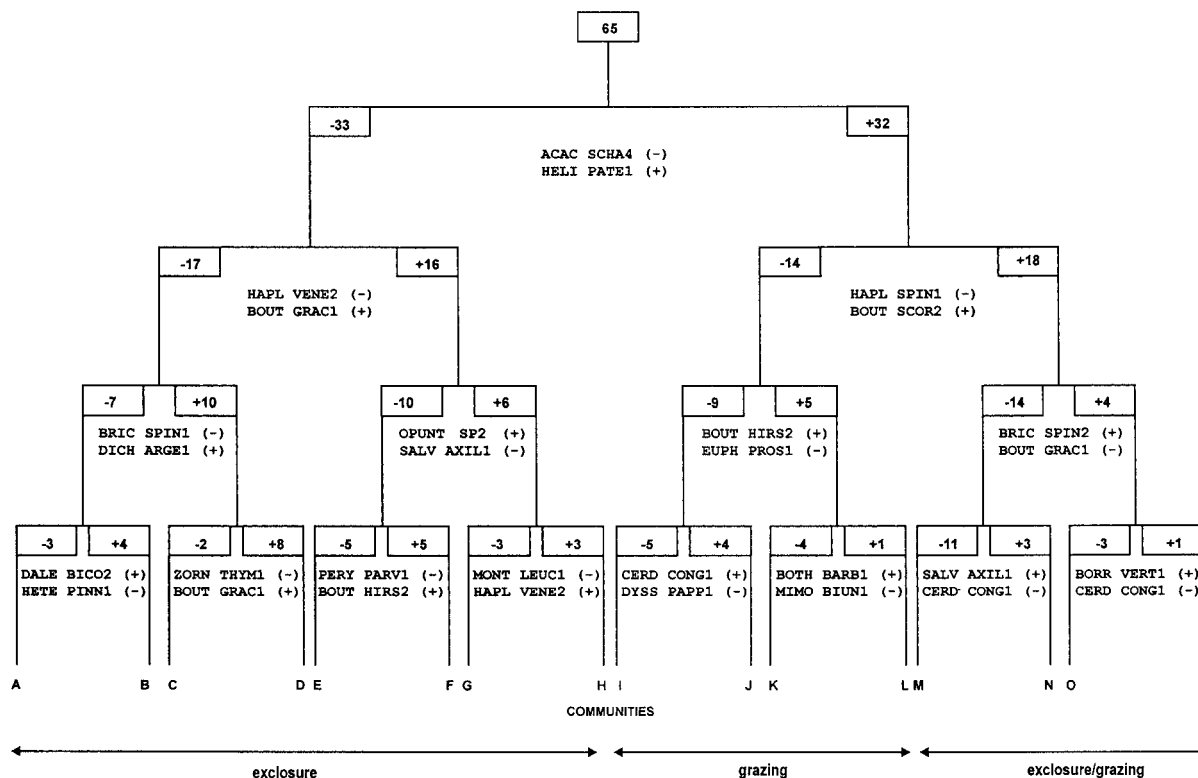 65
-33 +32
ACAC SCHA4 (-)
HELI PATE1 (+)
-17 +16 -14 +18
HAPL VENE2 (-) HAPL SPIN1 (-)
BOUT GRAC1 (+) BOUT SCOR2 (+)
-7 +10 -10 +6 -9 +5 -14 +4
BRIC SPIN1 (-) OPUNT SP2 (+) BOUT HIRS2 (+) BRIC SPIN2 (+)
DICH ARGE1 (+) SALV AXIL1 (-) EUPH PROS1 (-) BOUT GRAC1 (-)
-3 +4 -2 +8 -5 +5 -3 +3 -5 +4 -4 +1 -11 +3 -3 +1
DALE BICO2 (+) ZORN THYM1 (-) PERY PARV1 (-) MONT LEUC1 (-) CERD CONG1 (+) BOTH BARB1 (+) SALV AXIL1 (+) BORR VERT1 (+)
HETE PINN1 (-) BOUT GRAC1 (+) BOUT HIRS2 (+) HAPL VENE2 (+) DYSS PAPP1 (-) MIMO BIUN1 (-) CERD CONG1 (-) CERD CONG1 (-)
A B C D E F G H I J K L M N O
COMMUNITIES
exclosure grazing exclosure/grazing